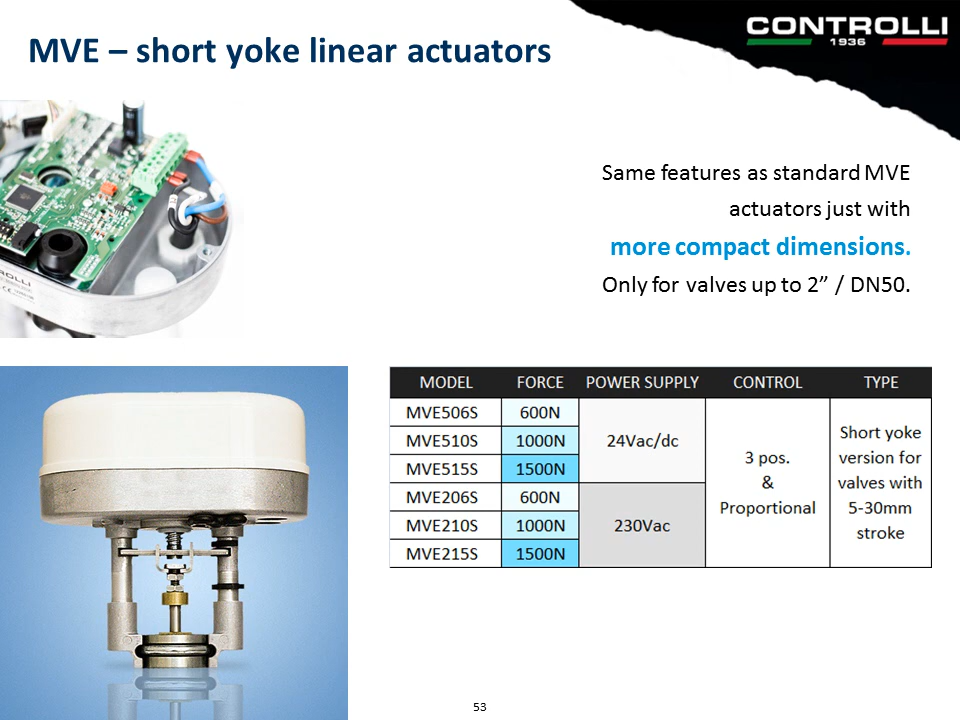 MVE – short yoke linear actuators
CONTROLLI
1936
Same features as standard MVE
actuators just with
more compact dimensions.
Only for valves up to 2” / DN50.
ROLLI
MODEL FORCE POWER SUPPLY CONTROL TYPE
MVE506S 600N
MVE510S 1000N
MVE515S 1500N
24Vac/dc
MVE206S 600N
MVE210S 1000N
MVE215S 1500N
230Vac
3 pos.
&
Proportional
Short yoke
version for
valves with
5-30mm
stroke
53